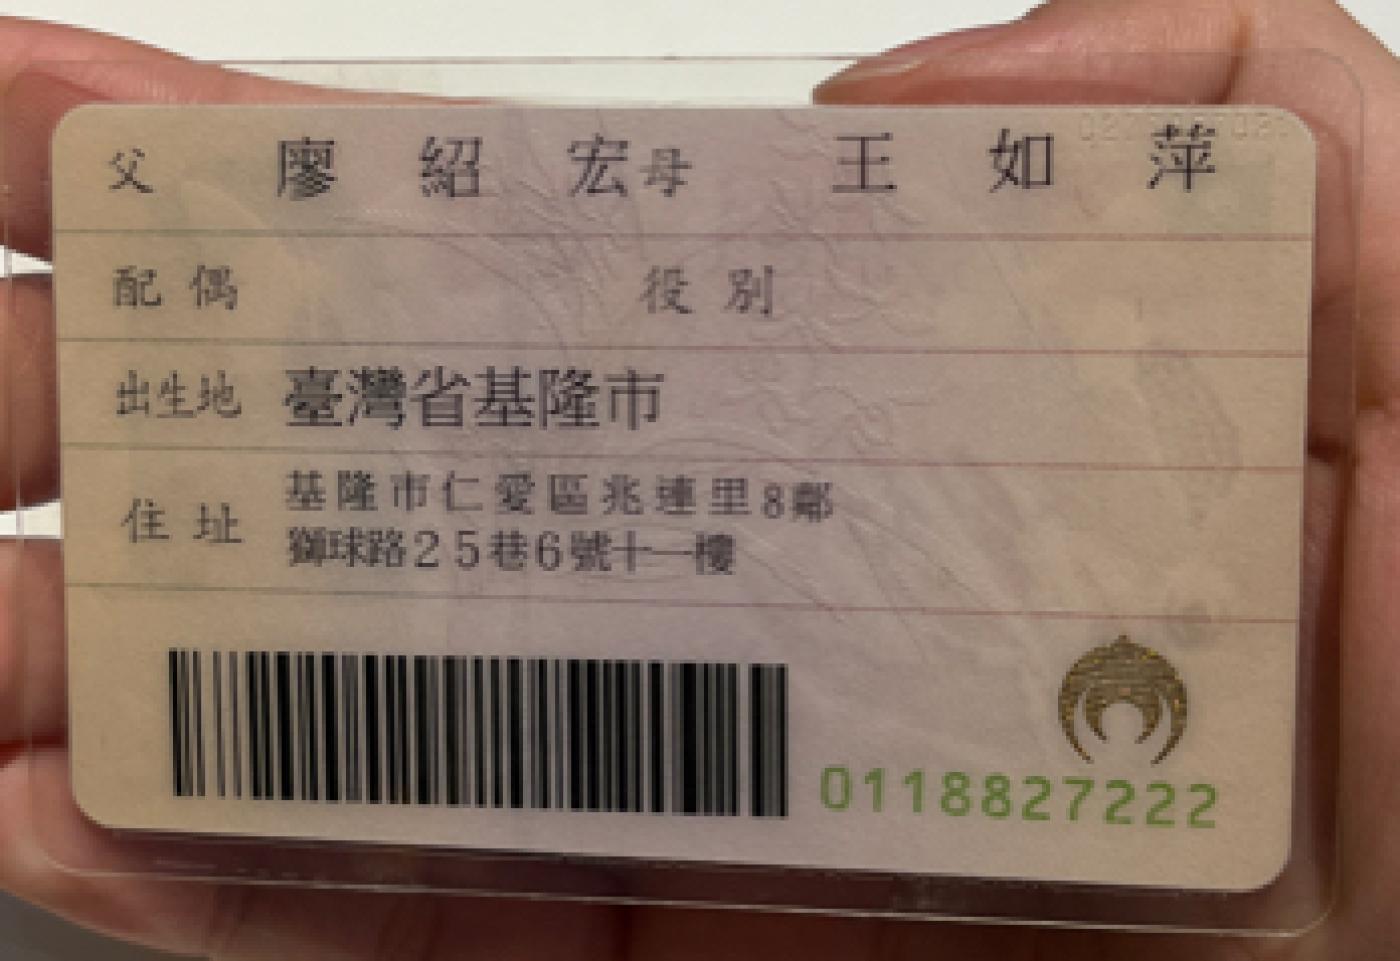 父 廖紹宏 母 王如萍
配偶 役別
出生地 臺灣省基隆市
住址 基隆市仁愛區兆連里8鄰
獅球路25巷6號十一樓
0118827222